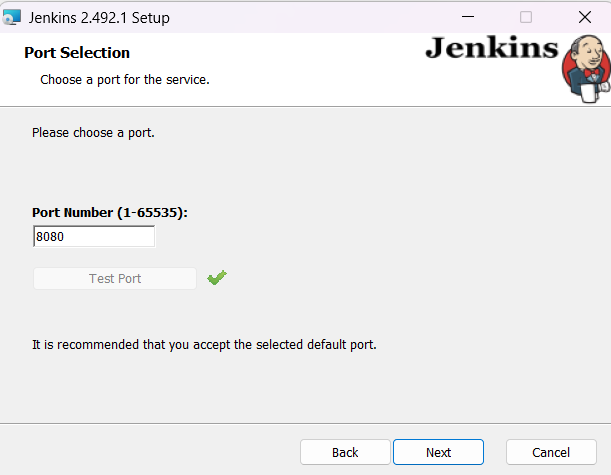 Jenkins 2.492.1 Setup
Port Selection
Jenkins
Choose a port for the service.
Please choose a port.
Port Number (1-65535):
8080
Test Port
It is recommended that you accept the selected default port.
Back
Next
Cancel